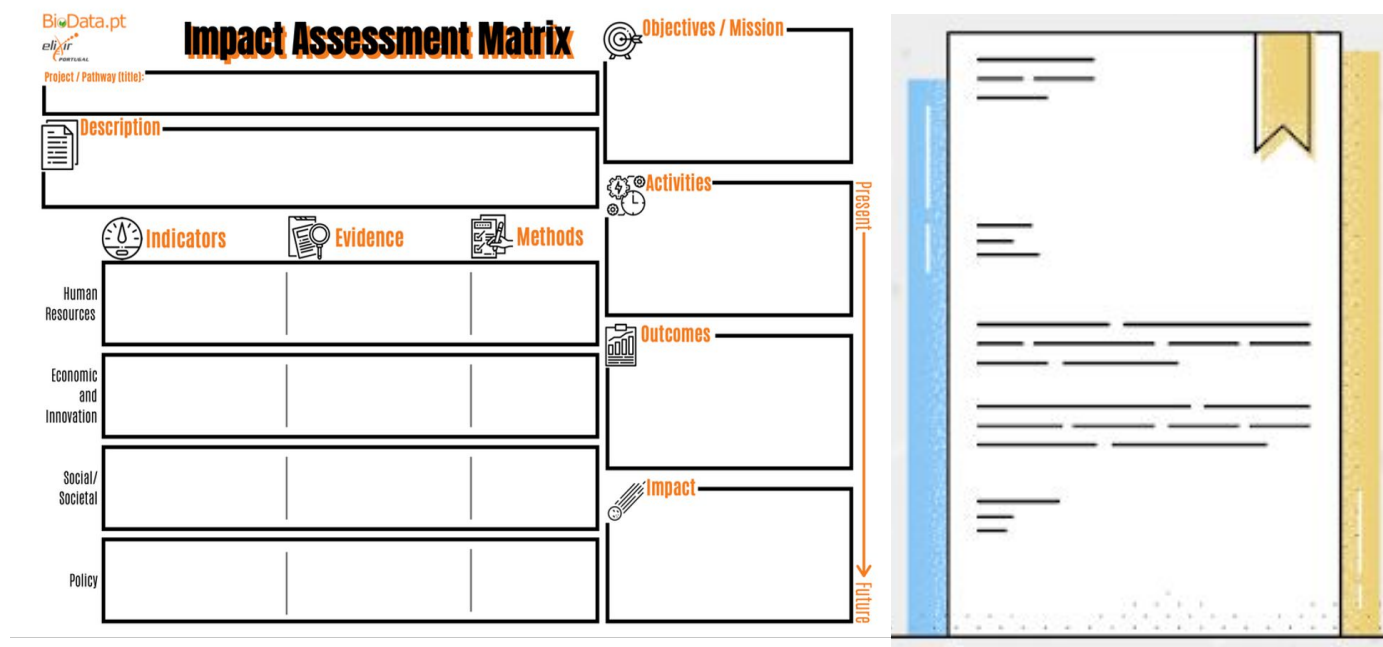 BioData.pt
elixir
PORTUGAL
Impact Assessment Matrix
Project / Pathway (title):
Description
Indicators
Evidence
Methods
Human
Resources
Economic
and
Innovation
Social/
Societal
Policy
Objectives / Mission
Activities
Outcomes
Impact
Present
Future